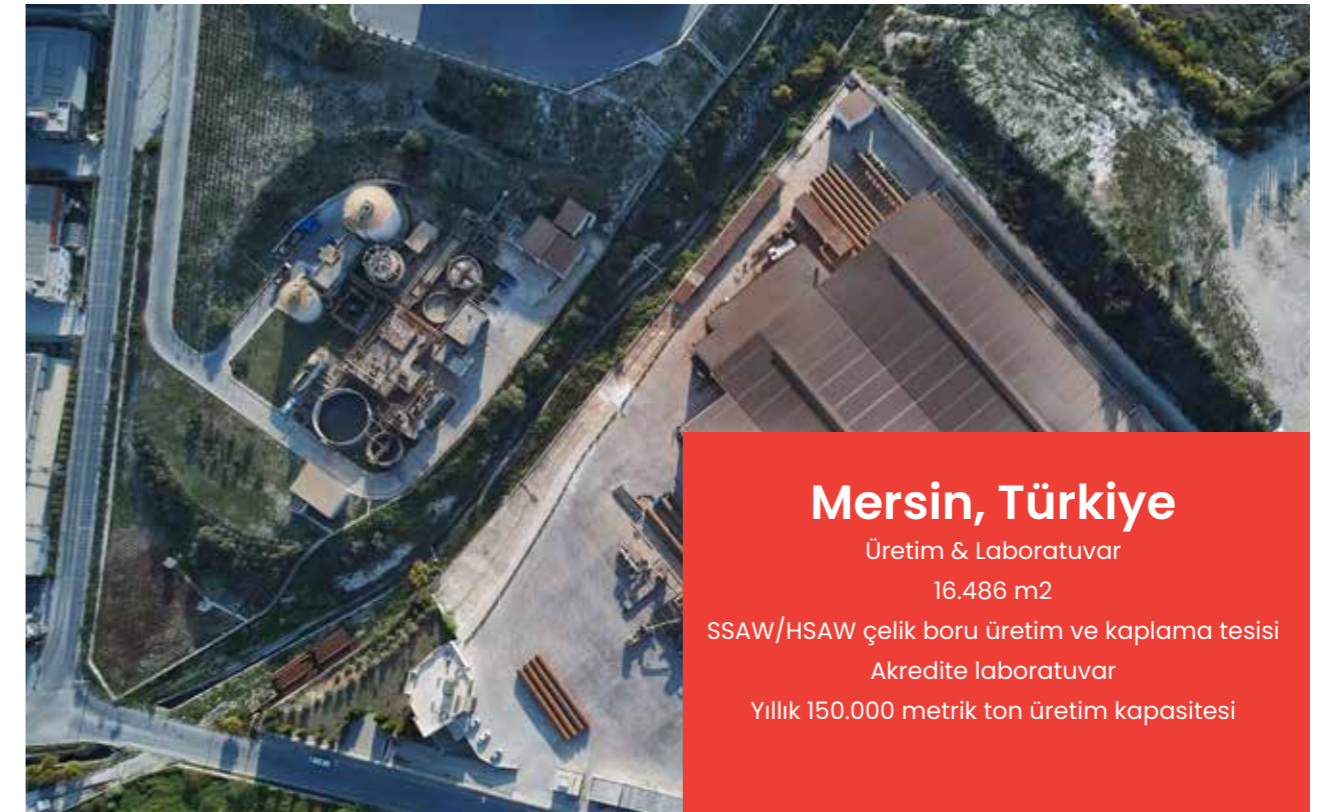 Mersin, Türkiye
Üretim & Laboratuvar
16.486 m2
SSAW/HSAW çelik boru üretim ve kaplama tesisi
Akredite laboratuvar
Yıllık 150.000 metrik ton üretim kapasitesi